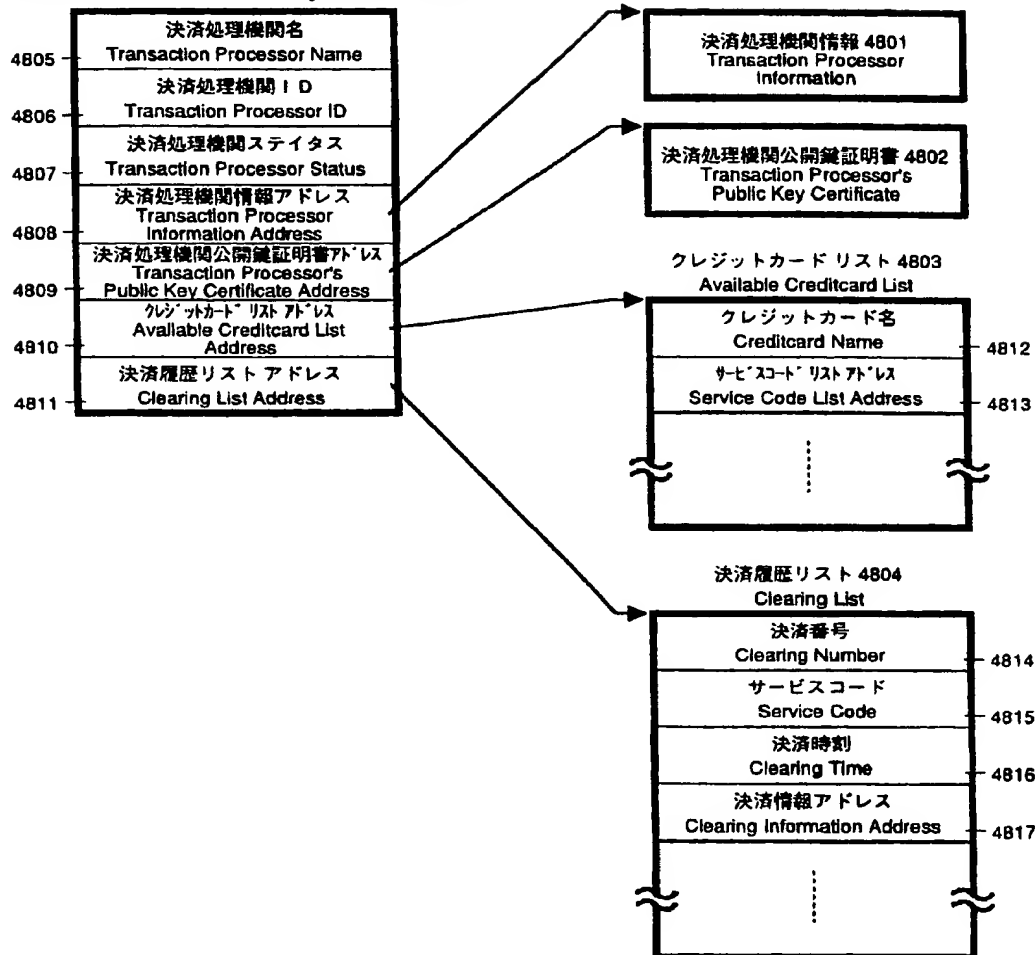 決済処理機関名
4805
Transaction Processor Name
決済処理機関ID
4806
Transaction Processor ID
決済処理機関ステイタス
4807
Transaction Processor Status
決済処理機関情報アドレス
Transaction Processor
4808
Information Address
決済処理機関公開鍵証明書アドレス
Transaction Processor's
4809
Public Key Certificate Address
クレジットカード リスト アドレス
Available Creditcard List
4810
Address
決済履歴リストアドレス
4811
Clearing List Address
決済処理機関情報 4801
Transaction Processor
Information
決済処理機関公開鍵証明書 4802
Transaction Processor's
Public Key Certificate
クレジットカード リスト 4803
Available Creditcard List
クレジットカード名
Creditcard Name
4812
サービスコード リスト アドレス
Service Code List Address
4813
決済履歴リスト 4804
Clearing List
決済番号
Clearing Number
4814
サービスコード
Service Code
4815
決済時刻
Clearing Time
4816
決済情報アドレス
Clearing Information Address
4817